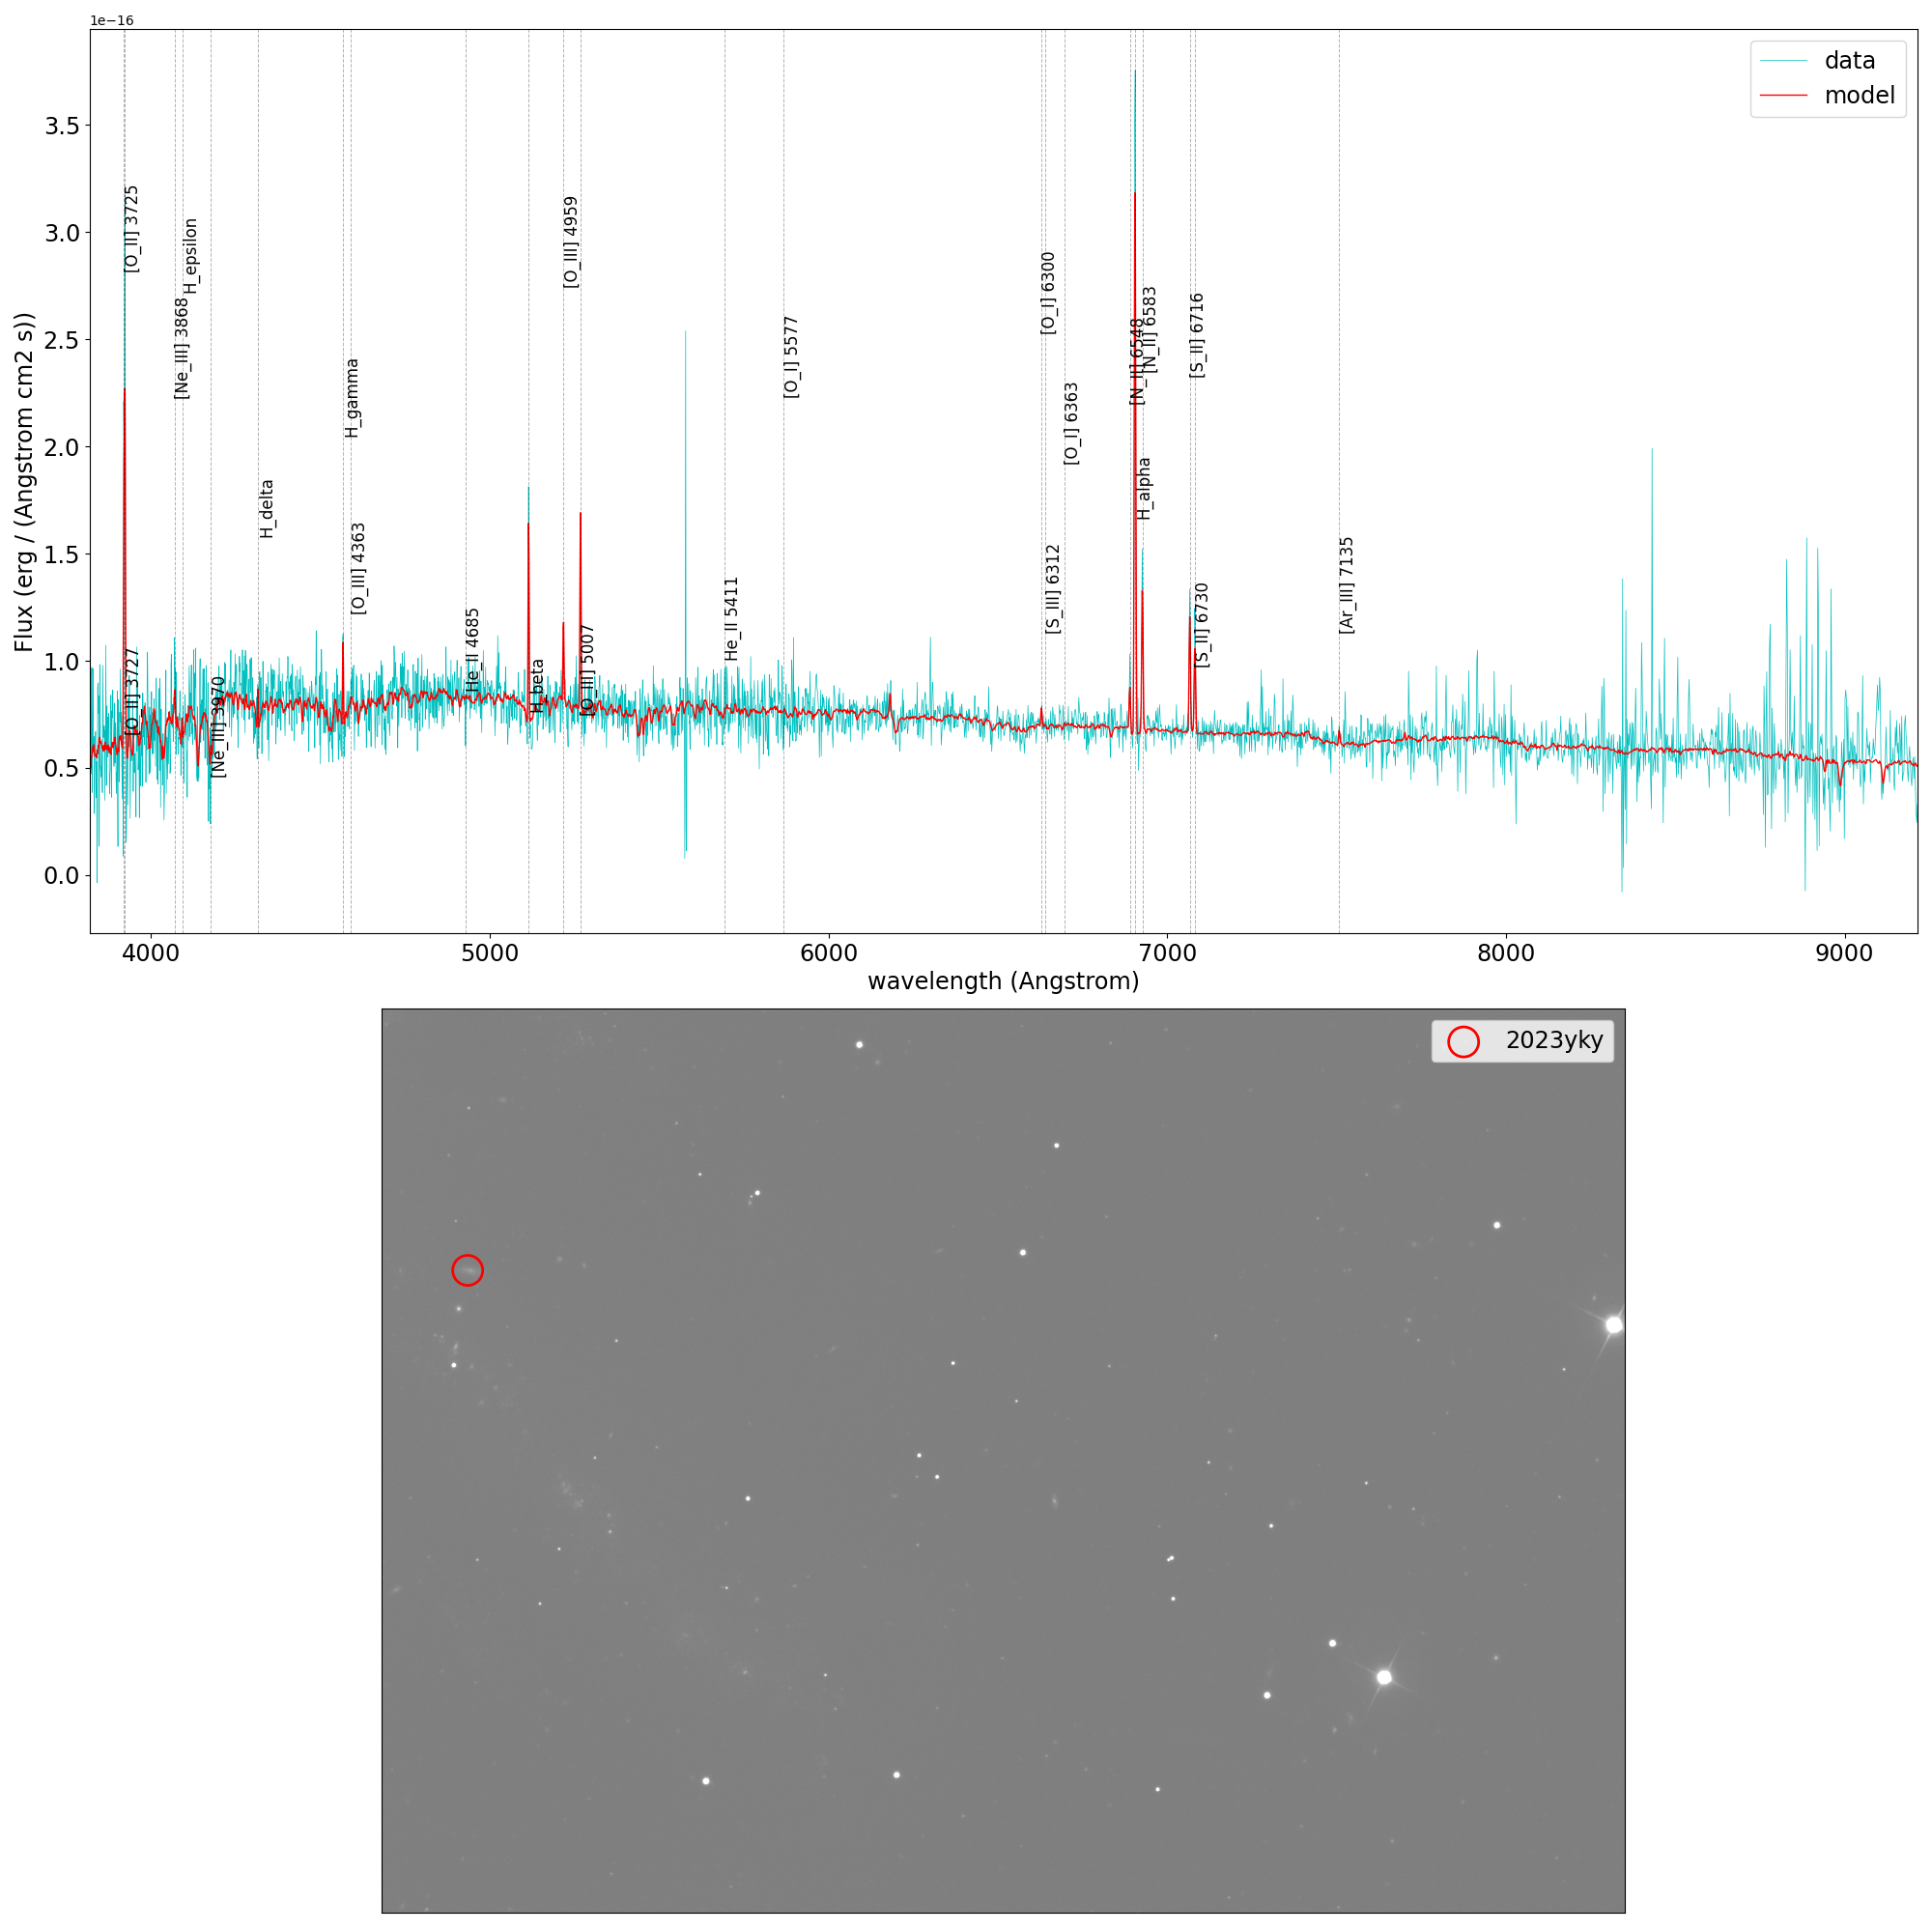 1e−16
data
model
3.5
3.0
2.5
2.0
1.5
1.0
0.5
0.0
Flux (erg / (Angstrom cm2 s))
[O_II] 3725
[O_II] 3727
[Ne_III] 3868
H_epsilon
[Ne_III] 3970
H_delta
H_gamma
[O_III] 4363
He_II 4685
H_beta
[O_III] 4959
[O_III] 5007
He_II 5411
[O_I] 5577
[O_I] 6300
[S_III] 6312
[O_I] 6363
[N_II] 6548
H_alpha
[N_II] 6583
[S_II] 6716
[S_II] 6730
[Ar_III] 7135
4000
5000
6000
7000
8000
9000
wavelength (Angstrom)
2023yky